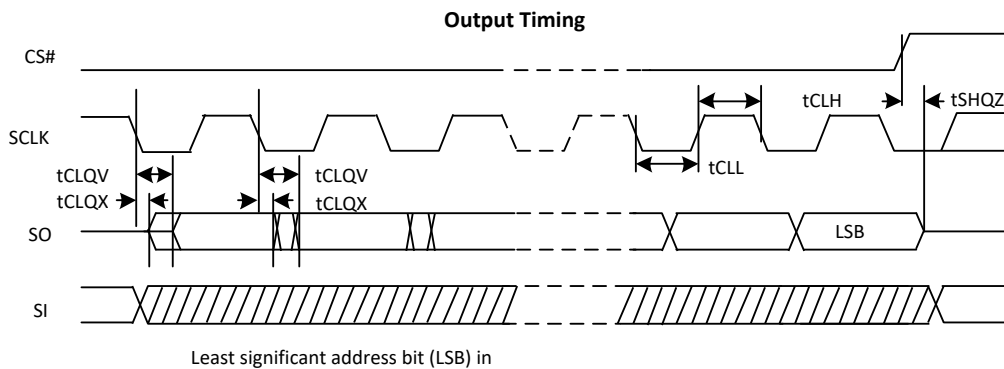 Output Timing
CS#
tCLH
tSHQZ
SCLK
tCLL
tCLQV
tCLQV
tCLQX
tCLQX
SO
LSB
SI
Least significant address bit (LSB) in